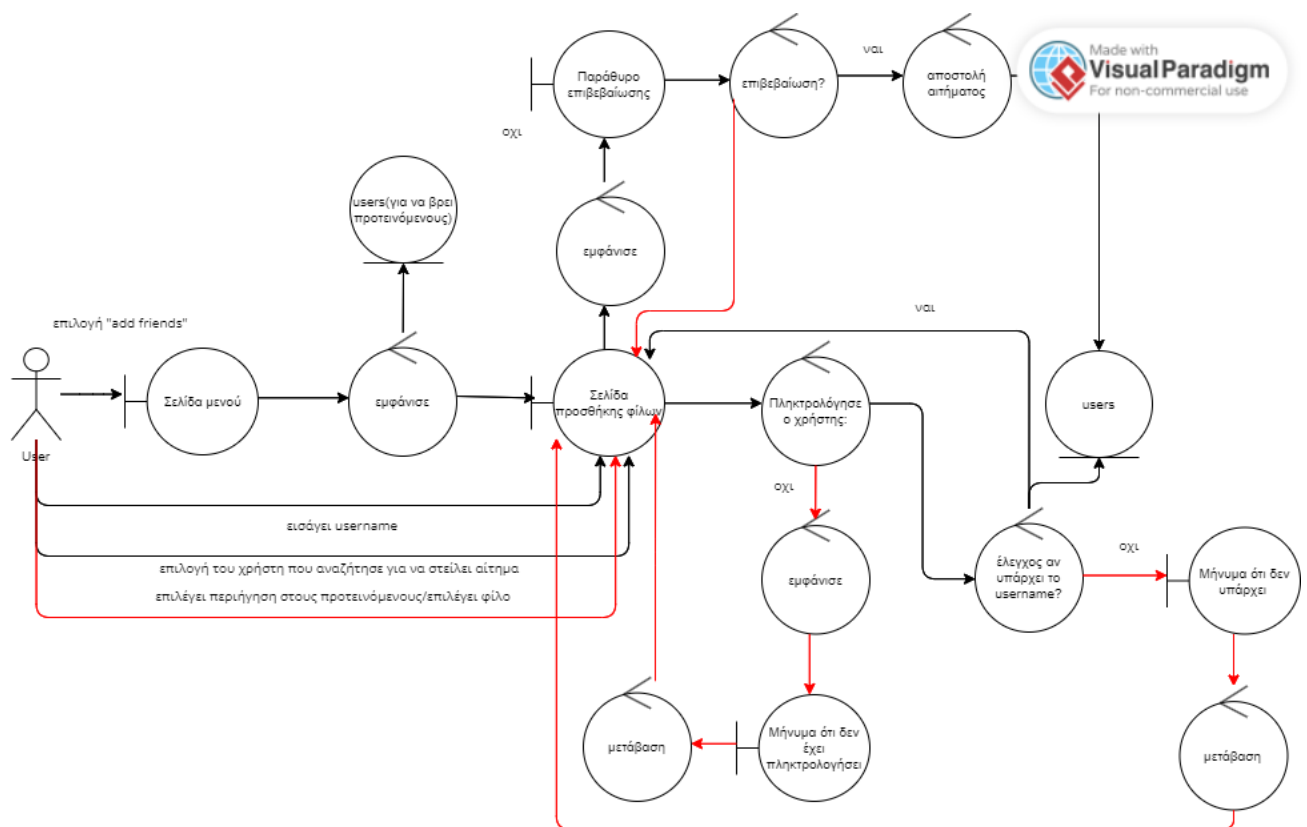 Παράθυρο
επιβεβαίωσης
επιβεβαίωση?
ναι
αποστολή
αιτήματος
Made with
Visual Paradigm
For non-commercial use
οχι
users(για να βρει
προτεινόμενους)
εμφάνισε
επιλογή "add friends"
ναι
User
Σελίδα μενού
εμφάνισε
Σελίδα
προσθήκης φίλων
Πληκτρολόγησε
ο χρήστης:
users
οχι
εισάγει username
επιλογή του χρήστη που αναζήτησε για να στείλει αίτημα
επιλέγει περιήγηση στους προτεινόμενους/επιλέγει φίλο
εμφάνισε
έλεγχος αν
υπάρχει το
username?
οχι
Μήνυμα ότι δεν
υπάρχει
μετάβαση
Μήνυμα ότι δεν
έχει
πληκτρολογήσει
μετάβαση